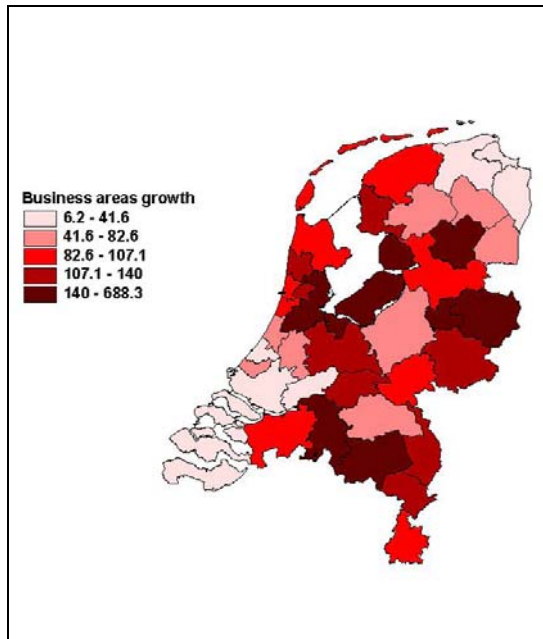 Business areas growth
6.2 - 41.6
41.6 - 82.6
82.6 - 107.1
107.1 - 140
140 - 688.3